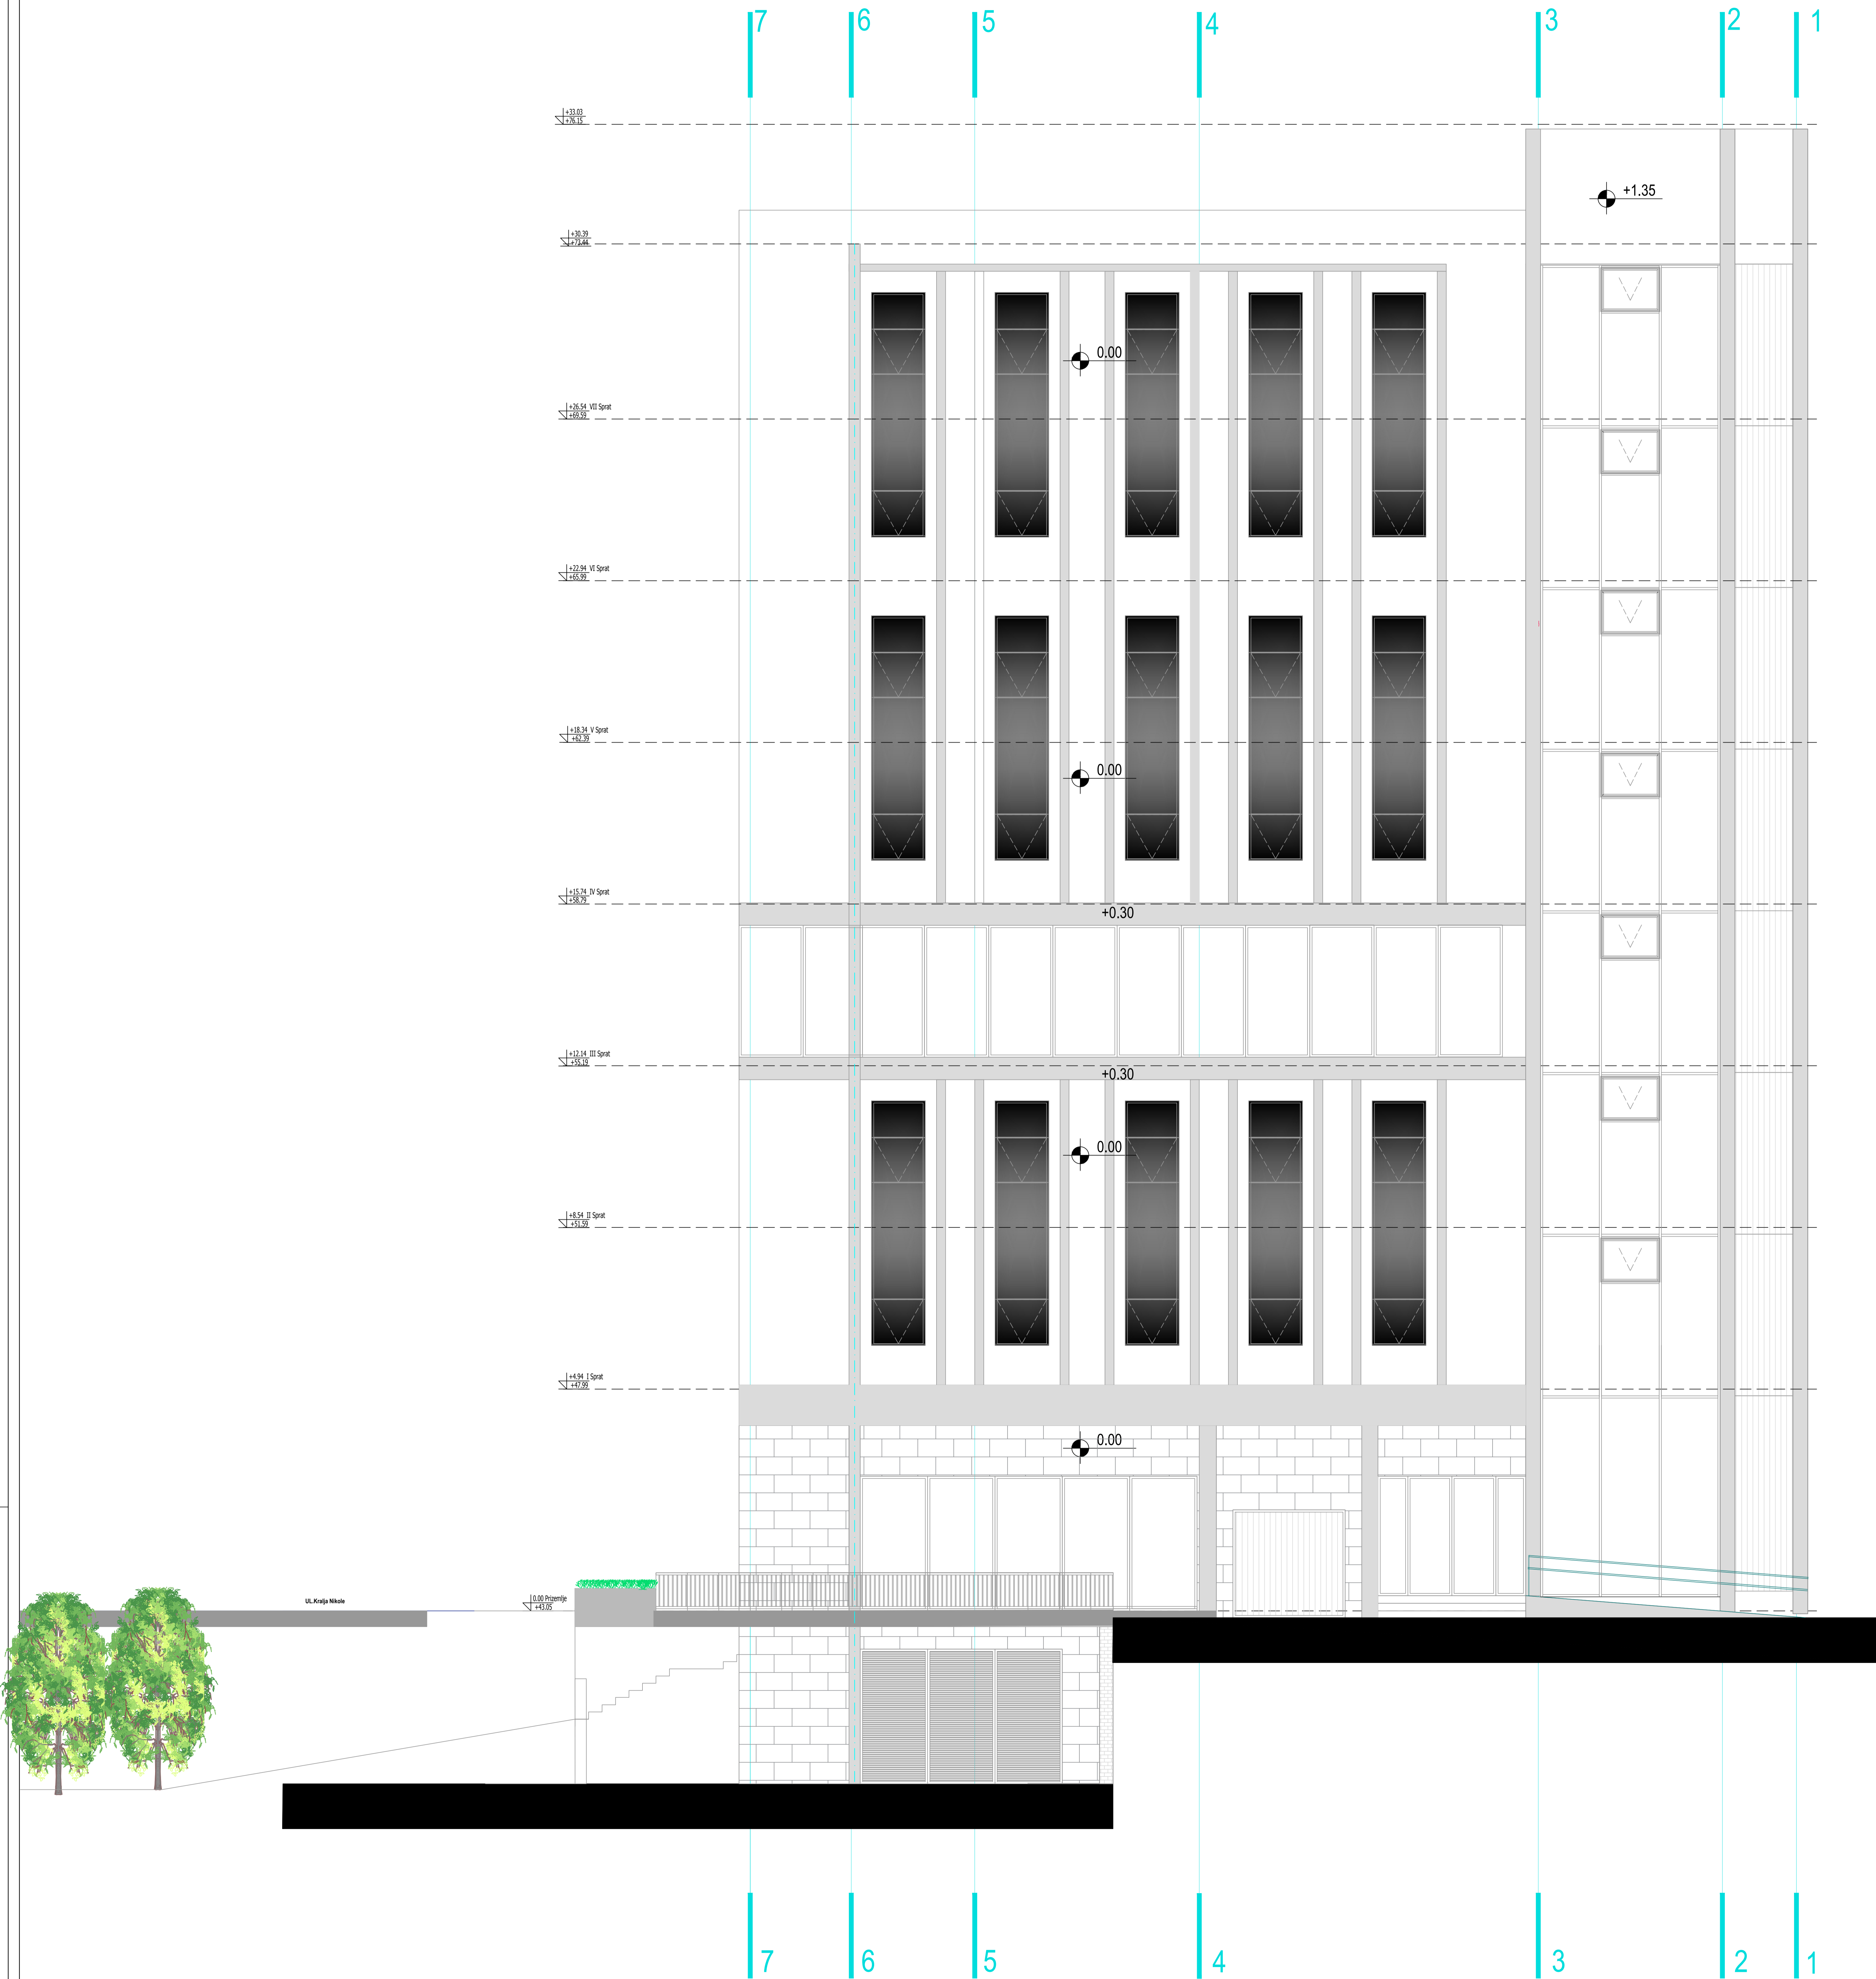 7 6 5 4 3 2 1
+33.03
+76.15
+1.35
+30.39
+73.44
0.00
+26.54 VII Sprat
+69.59
+22.94 VI Sprat
+65.99
+18.34 V Sprat
+62.39
0.00
+15.74 IV Sprat
+58.79
+0.30
+12.14 III Sprat
+55.19
+0.30
0.00
+8.54 II Sprat
+51.59
+4.94 I Sprat
+47.99
0.00
UL.Kralja Nikole
0.00 Prizemlje
+43.05
7 6 5 4 3 2 1